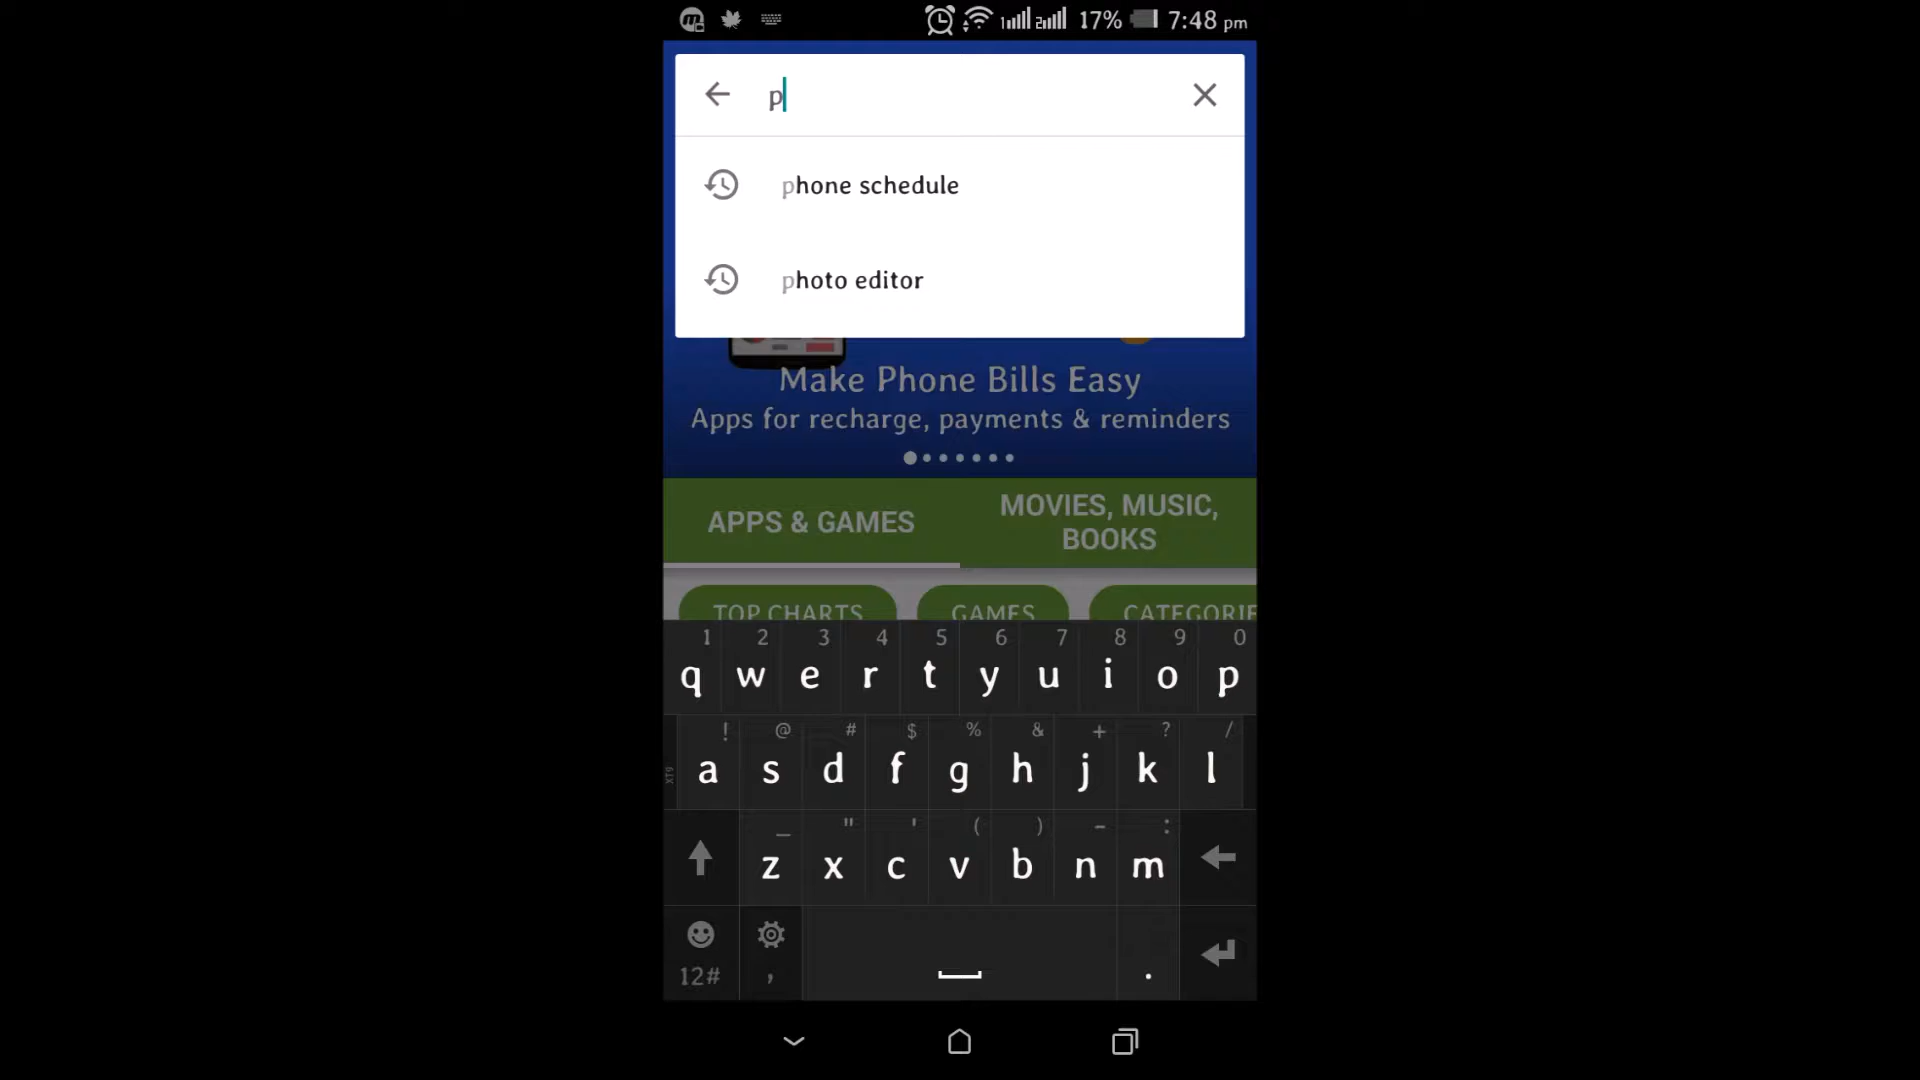 17% 7:48 pm
p
phone schedule
photo editor
Make Phone Bills Easy
Apps for recharge, payments & reminders
APPS & GAMES
MOVIES, MUSIC,
BOOKS
TOP CHARTS GAMES CATEGORIE
1 2 3 4 5 6 7 8 9 0
q w e r t y u i o p
! @ # $ % & + ? /
XT9 a s d f g h j k l
_ " ' ( ) - :
z x c v b n m
12# , .